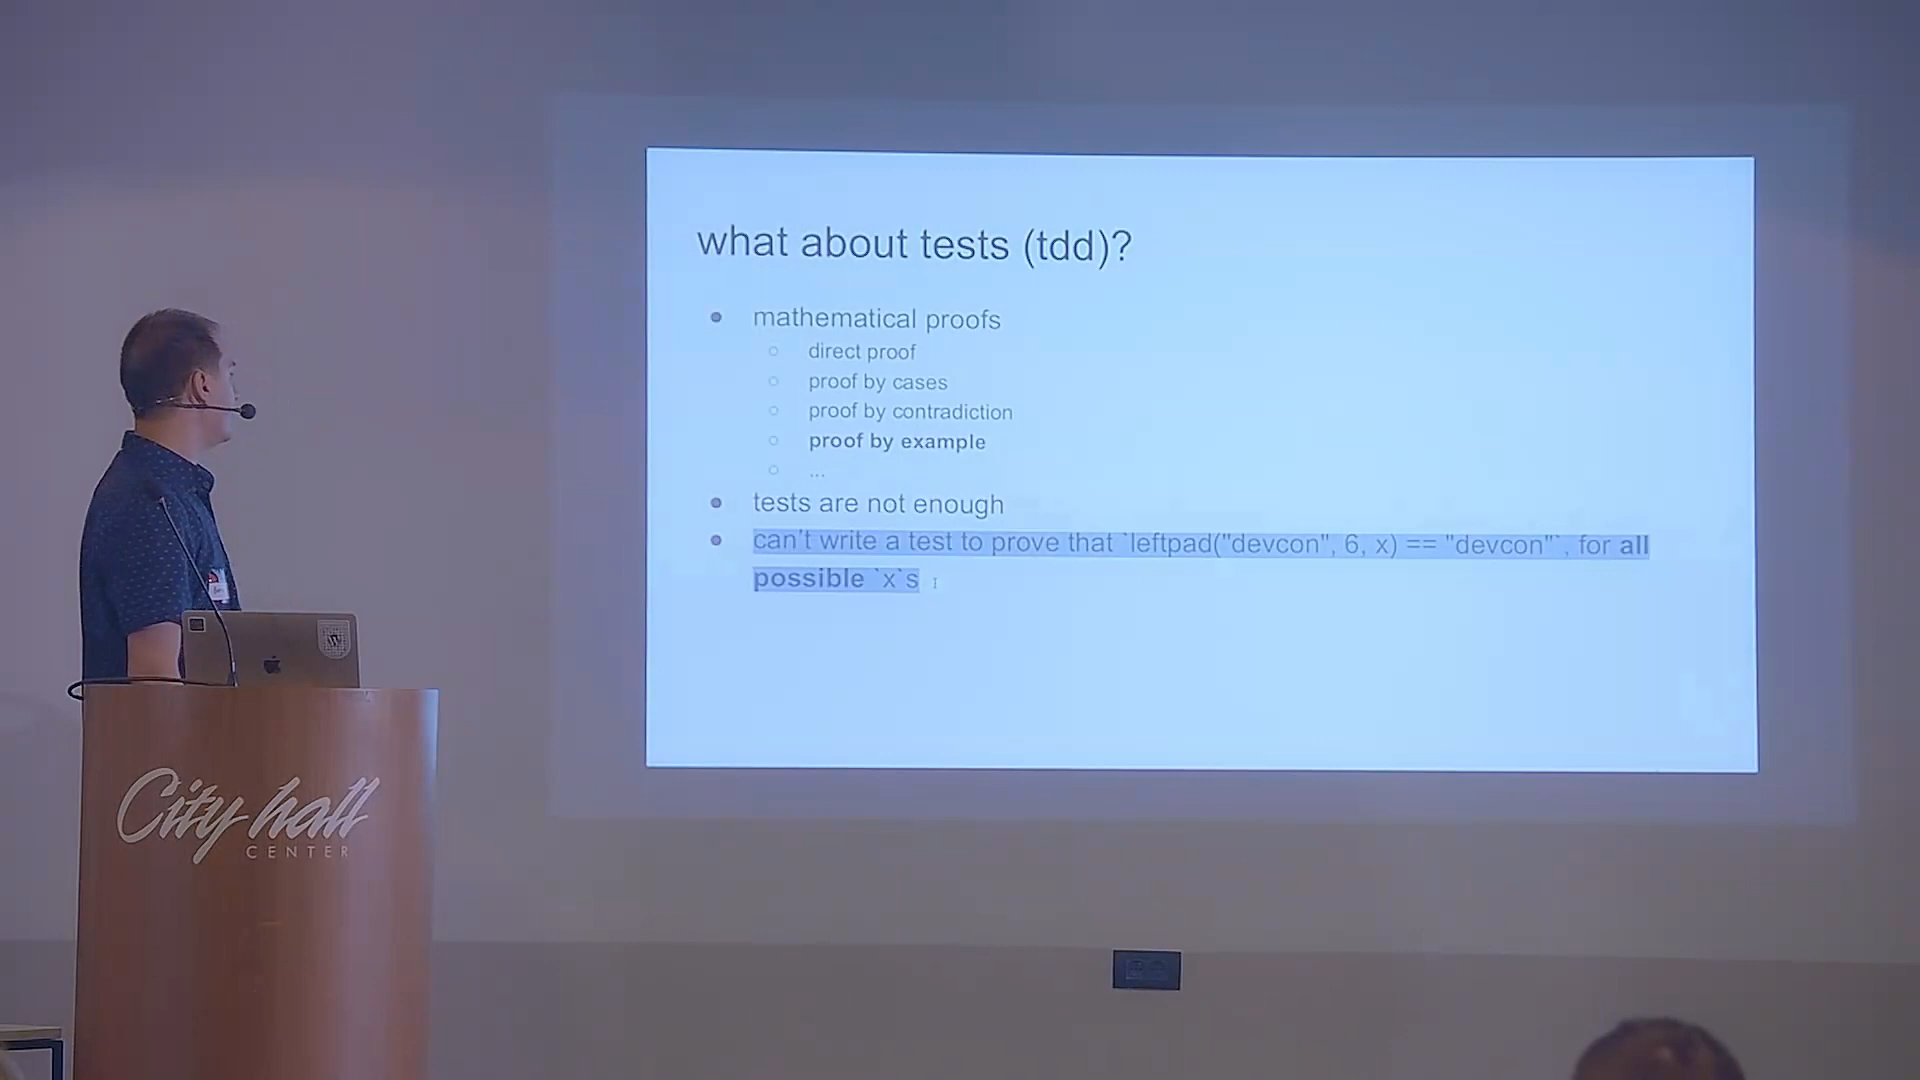 what about tests (tdd)?
mathematical proofs
direct proof
proof by cases
proof by contradiction
proof by example
...
tests are not enough
can't write a test to prove that `leftpad("devcon", 6, x) == "devcon"`, for all
possible `x`s
City hall
CENTER